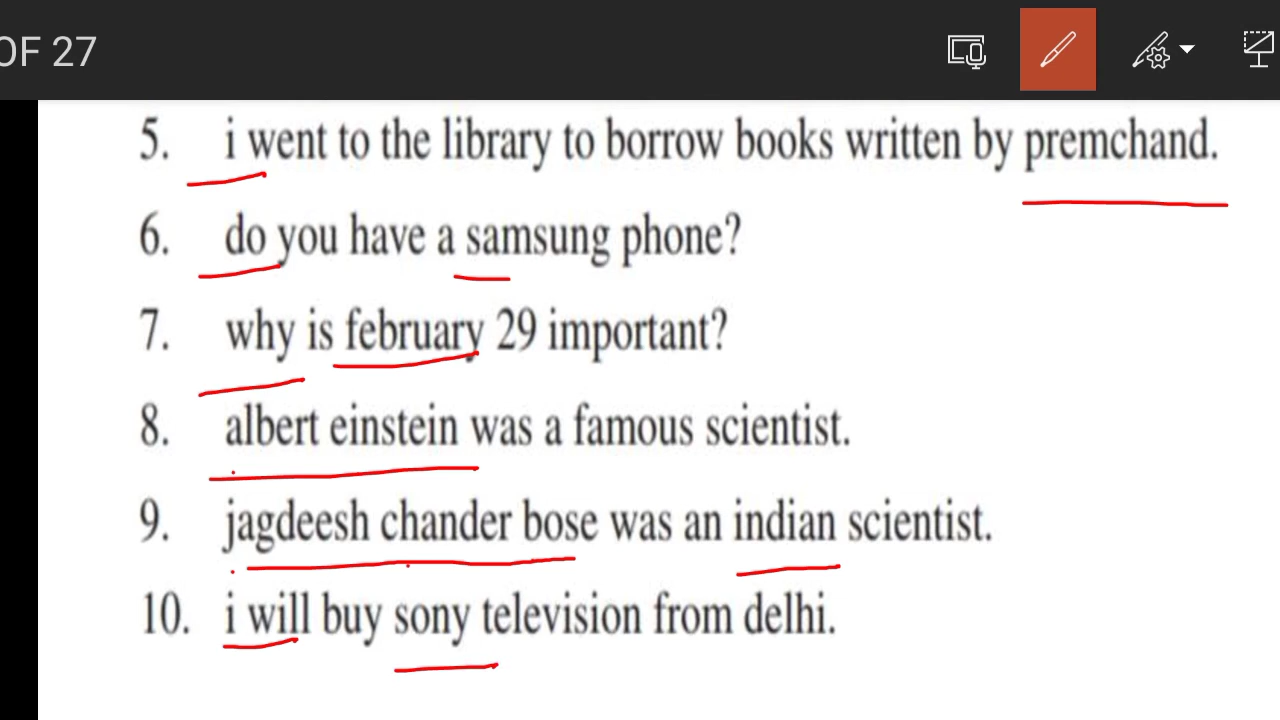 OF 27
5. i went to the library to borrow books written by premchand.
6. do you have a samsung phone?
7. why is february 29 important?
8. albert einstein was a famous scientist.
9. jagdeesh chander bose was an indian scientist.
10. i will buy sony television from delhi.